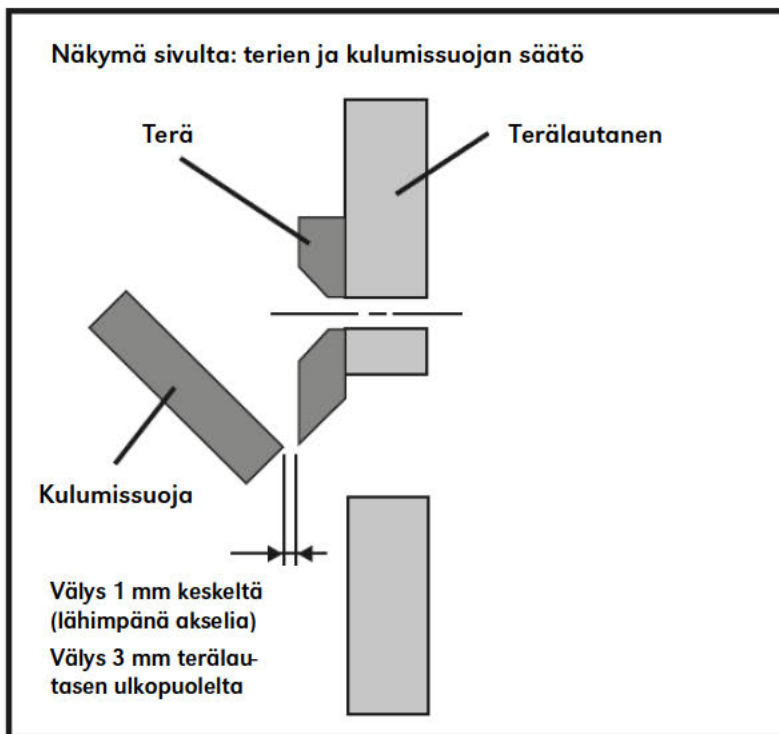 Näkymä sivulta: terien ja kulumissuojan säätö
Terä
Terälautanen
Kulumissuoja
Välys 1 mm keskeltä
(lähimpänä akselia)
Välys 3 mm terälau-
tasen ulkopuolelta